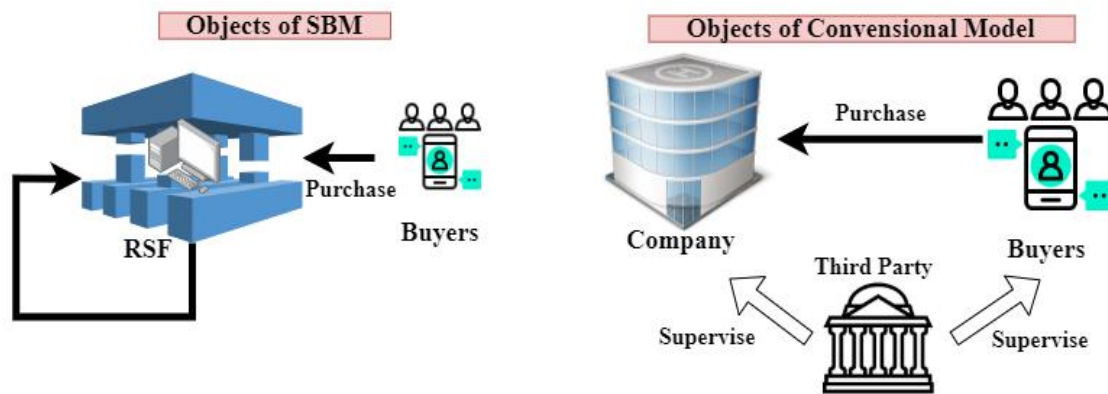 Objects of SBM
Purchase
RSF
Buyers
Objects of Convensional Model
Purchase
Company
Buyers
Third Party
Supervise
Supervise